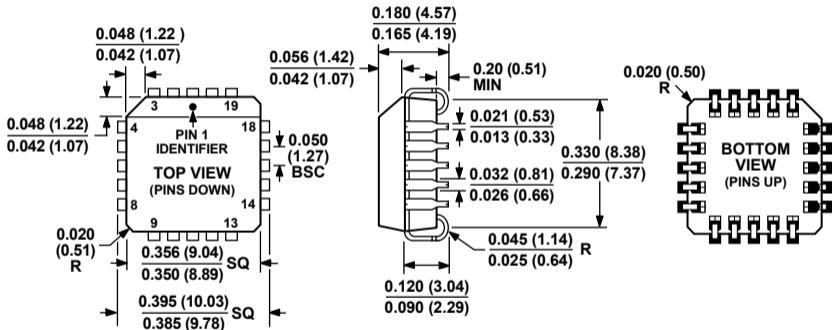 0.048 (1.22 )
0.042 (1.07)
3
19
0.048 (1.22)
0.042 (1.07)
4
18
PIN 1
IDENTIFIER
TOP VIEW
(PINS DOWN)
0.050
(1.27)
BSC
8
14
9
13
0.020
(0.51)
R
0.356 (9.04)
0.350 (8.89)
SQ
0.395 (10.03)
0.385 (9.78)
SQ
0.180 (4.57)
0.165 (4.19)
0.056 (1.42)
0.042 (1.07)
0.20 (0.51)
MIN
0.021 (0.53)
0.013 (0.33)
0.032 (0.81)
0.026 (0.66)
0.330 (8.38)
0.290 (7.37)
0.045 (1.14)
0.025 (0.64)
R
0.120 (3.04)
0.090 (2.29)
0.020 (0.50)
R
BOTTOM
VIEW
(PINS UP)